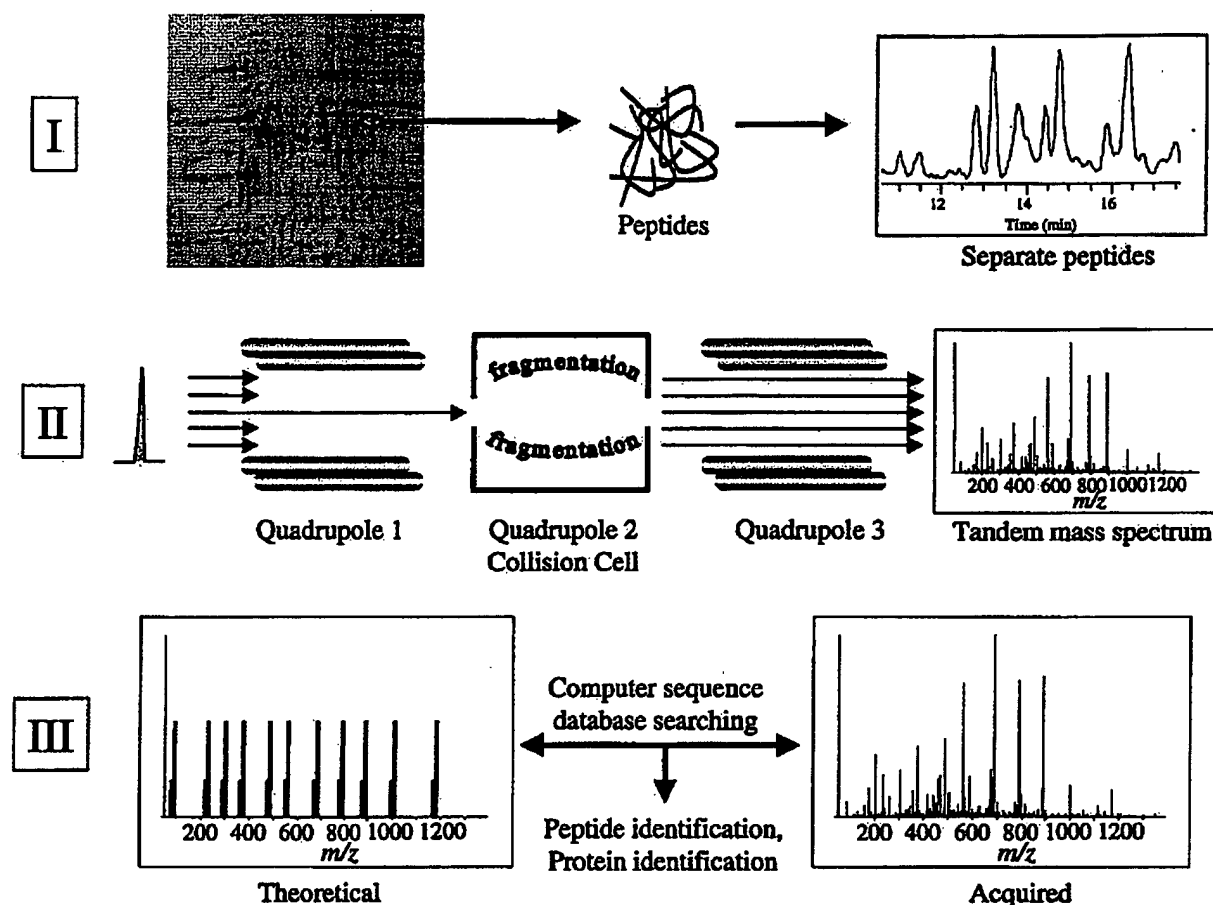 I
Peptides
12 14 16
Time (min)
Separate peptides
II
fragmentation
fragmentation
Quadrupole 1
Quadrupole 2
Collision Cell
Quadrupole 3
200 400 600 800 1000 1200
m/z
Tandem mass spectrum
III
200 400 600 800 1000 1200
m/z
Theoretical
Computer sequence
database searching
Peptide identification,
Protein identification
200 400 600 800 1000 1200
m/z
Acquired